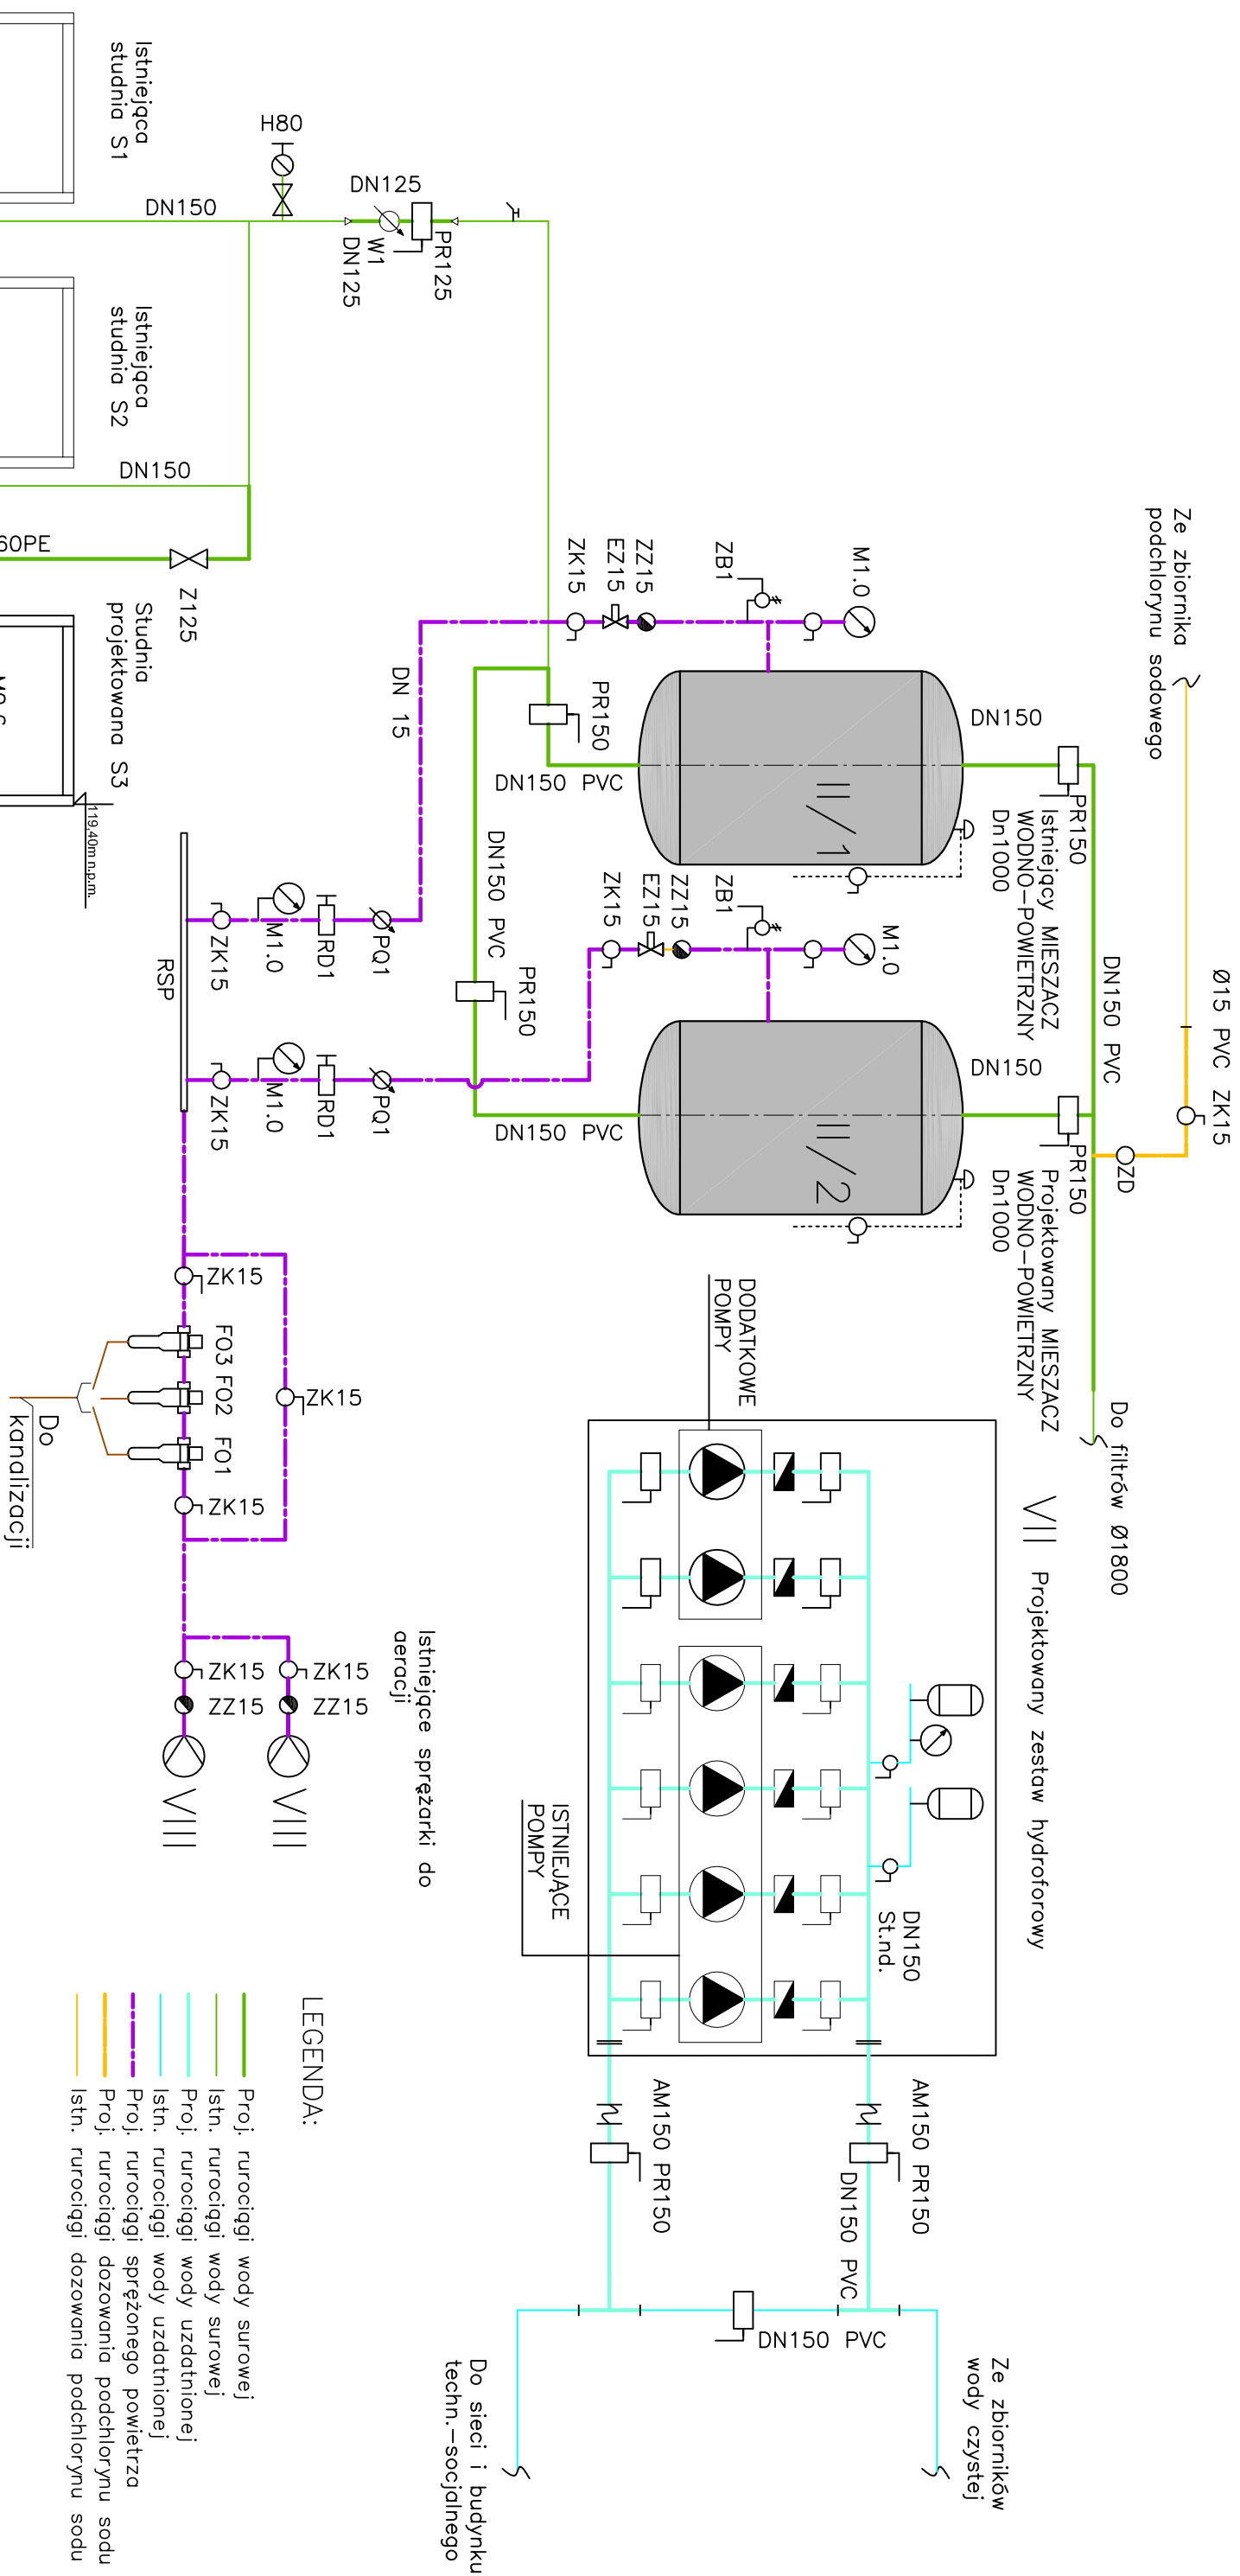 Istniejąca
studnia S1
H80
DN150
DN125
W1
DN125
PR125
Istniejąca
studnia S2
DN150
60PE
Z125
Studnia
projektowana S3
119,40m n.p.m.
Ze zbiornika
podchlorynu sodowego
Ø15 PVC ZK15
ZD
ZK15
EZ15
ZZ15
ZB1
M1.0
DN 15
PR150
DN150 PVC
DN150
II/1
PR150
Istniejący MIESZACZ
WODNO-POWIETRZNY
Dn1000
DN150 PVC
DN150 PVC
PR150
ZK15
EZ15
ZZ15
ZB1
M1.0
DN150 PVC
DN150
II/2
PR150
Projektowany MIESZACZ
WODNO-POWIETRZNY
Dn1000
Do filtrów Ø1800
RSP
ZK15
M1.0
RD1
PQ1
ZK15
M1.0
RD1
PQ1
ZK15
FO3
FO2
FO1
ZK15
ZK15
Do
kanalizacji
ZK15
ZZ15
VIII
ZK15
ZZ15
VIII
Istniejące sprężarki do
aeracji
VII Projektowany zestaw hydroforowy
DODATKOWE
POMPY
ISTNIEJĄCE
POMPY
DN150
St.nd.
AM150 PR150
DN150 PVC
AM150 PR150
DN150 PVC
Ze zbiorników
wody czystej
Do sieci i budynku
techn.-socjalnego
LEGENDA:
Proj. rurociągi wody surowej
Istn. rurociągi wody surowej
Proj. rurociągi wody uzdatnionej
Istn. rurociągi wody uzdatnionej
Proj. rurociągi sprężonego powietrza
Proj. rurociągi dozowania podchlorynu sodu
Istn. rurociągi dozowania podchlorynu sodu